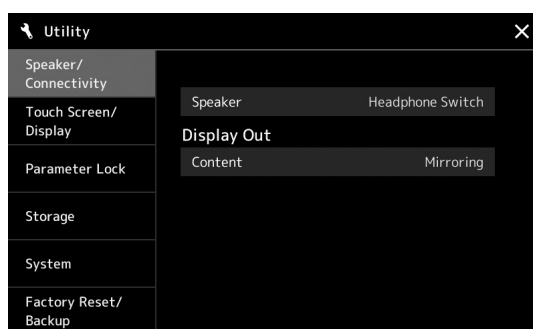 Utility
Speaker/
Connectivity
Touch Screen/
Display
Parameter Lock
Storage
System
Factory Reset/
Backup
Speaker Headphone Switch
Display Out
Content Mirroring